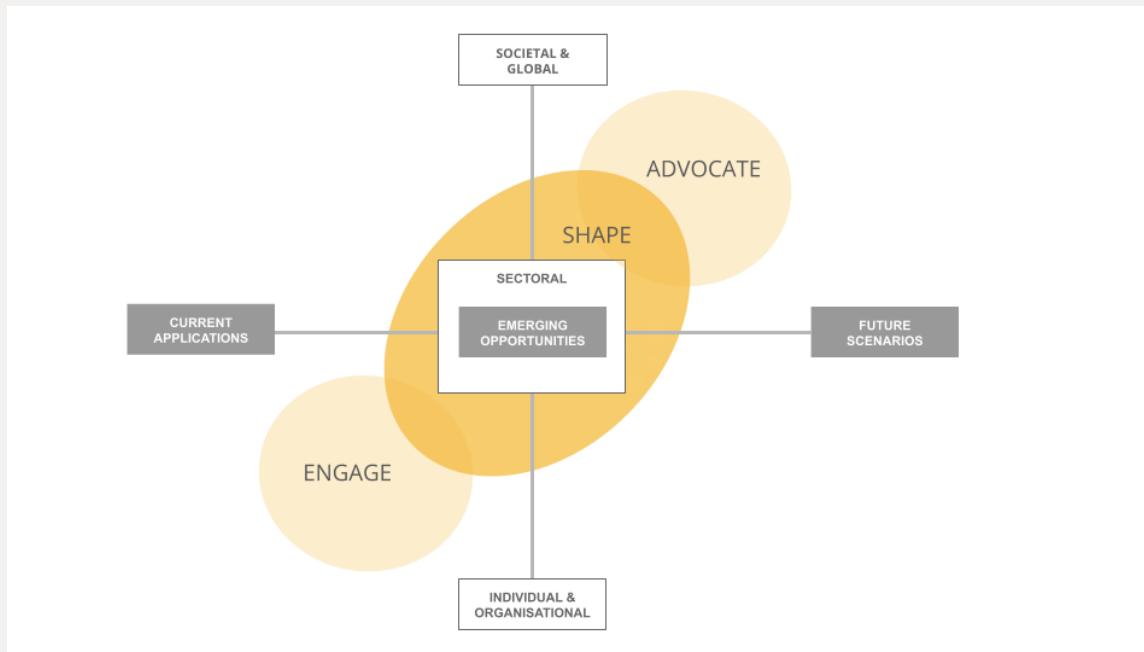 SOCIETAL &
GLOBAL
ADVOCATE
SHAPE
SECTORAL
CURRENT
APPLICATIONS
EMERGING
OPPORTUNITIES
FUTURE
SCENARIOS
ENGAGE
INDIVIDUAL &
ORGANISATIONAL